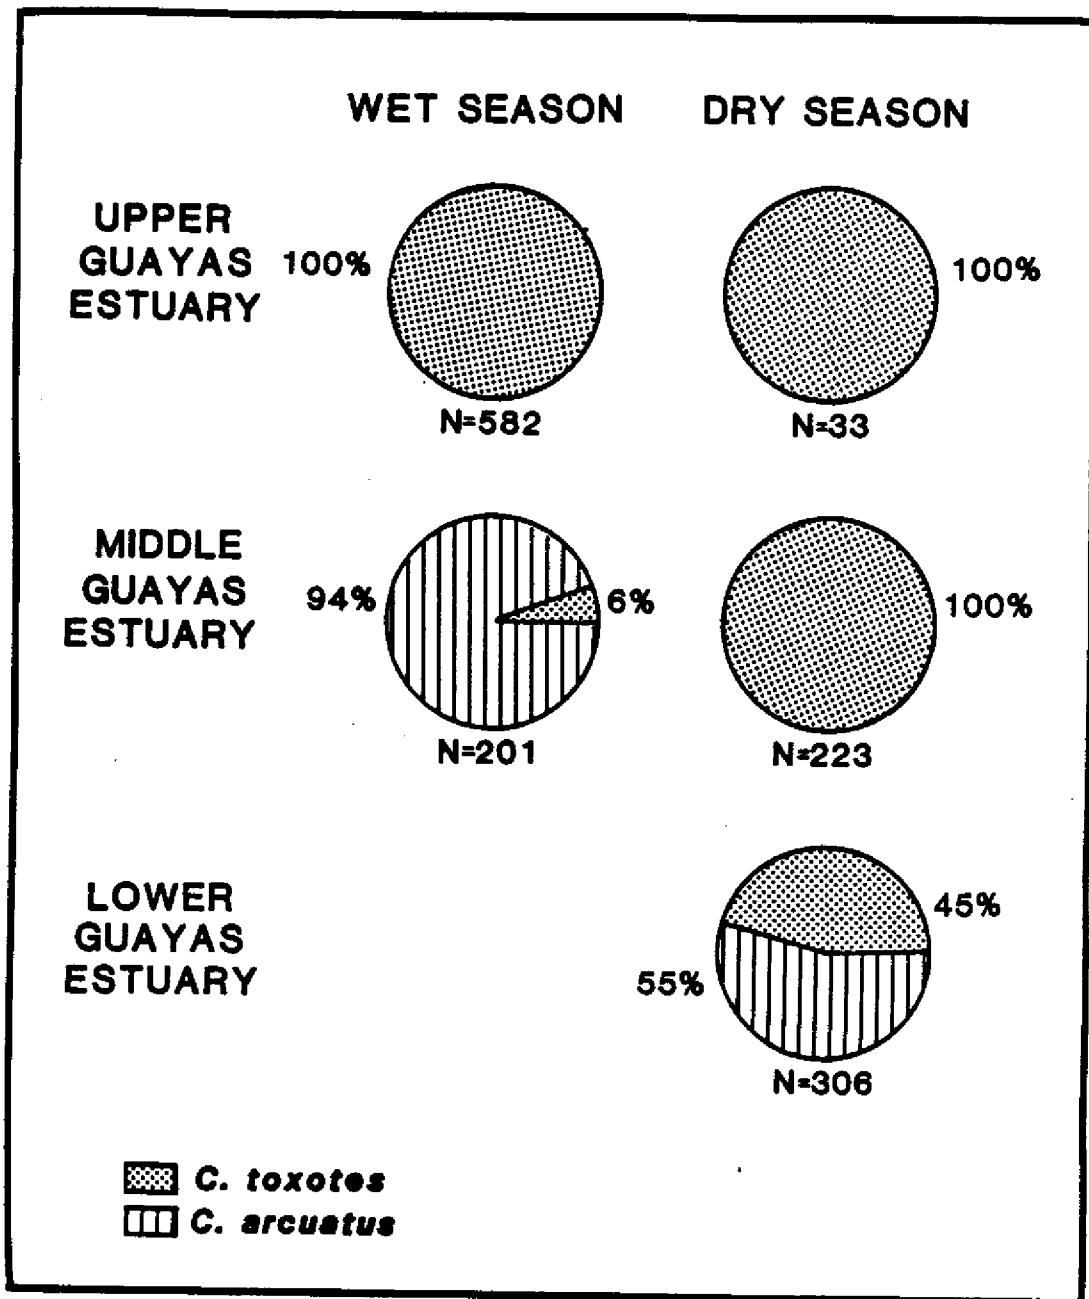 WET SEASON DRY SEASON
UPPER
GUAYAS
ESTUARY
100%
N=582
100%
N=33
MIDDLE
GUAYAS
ESTUARY
94%
6%
N=201
100%
N=223
LOWER
GUAYAS
ESTUARY
45%
55%
N=306
C. toxotes
C. arcuatus